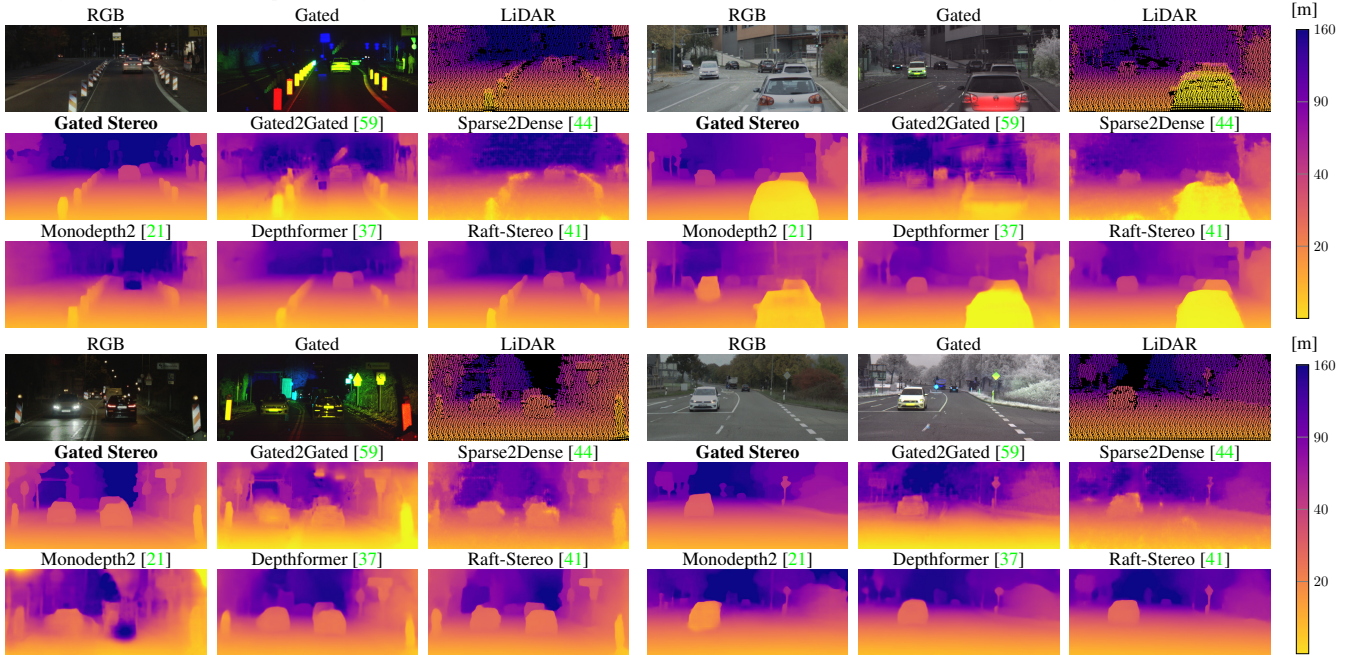 RGB Gated LiDAR RGB Gated LiDAR [m]
160
Gated Stereo Gated2Gated [59] Sparse2Dense [44] Gated Stereo Gated2Gated [59] Sparse2Dense [44]
90
40
Monodepth2 [21] Depthformer [37] Raft-Stereo [41] Monodepth2 [21] Depthformer [37] Raft-Stereo [41]
20
RGB Gated LiDAR RGB Gated LiDAR [m]
160
Gated Stereo Gated2Gated [59] Sparse2Dense [44] Gated Stereo Gated2Gated [59] Sparse2Dense [44]
90
40
Monodepth2 [21] Depthformer [37] Raft-Stereo [41] Monodepth2 [21] Depthformer [37] Raft-Stereo [41]
20